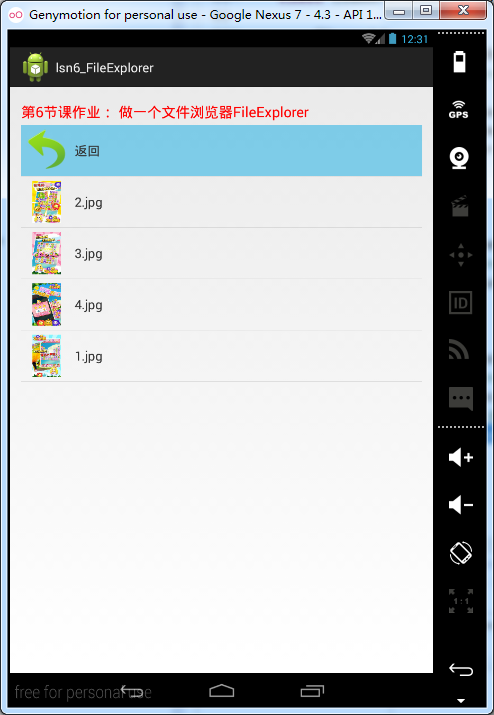 Genymotion for personal use - Google Nexus 7 - 4.3 - API 1...
12:31
lsn6_FileExplorer
第6节课作业 ：做一个文件浏览器FileExplorer
返回
2.jpg
3.jpg
4.jpg
1.jpg
GPS
ID
1:1
free for personal use